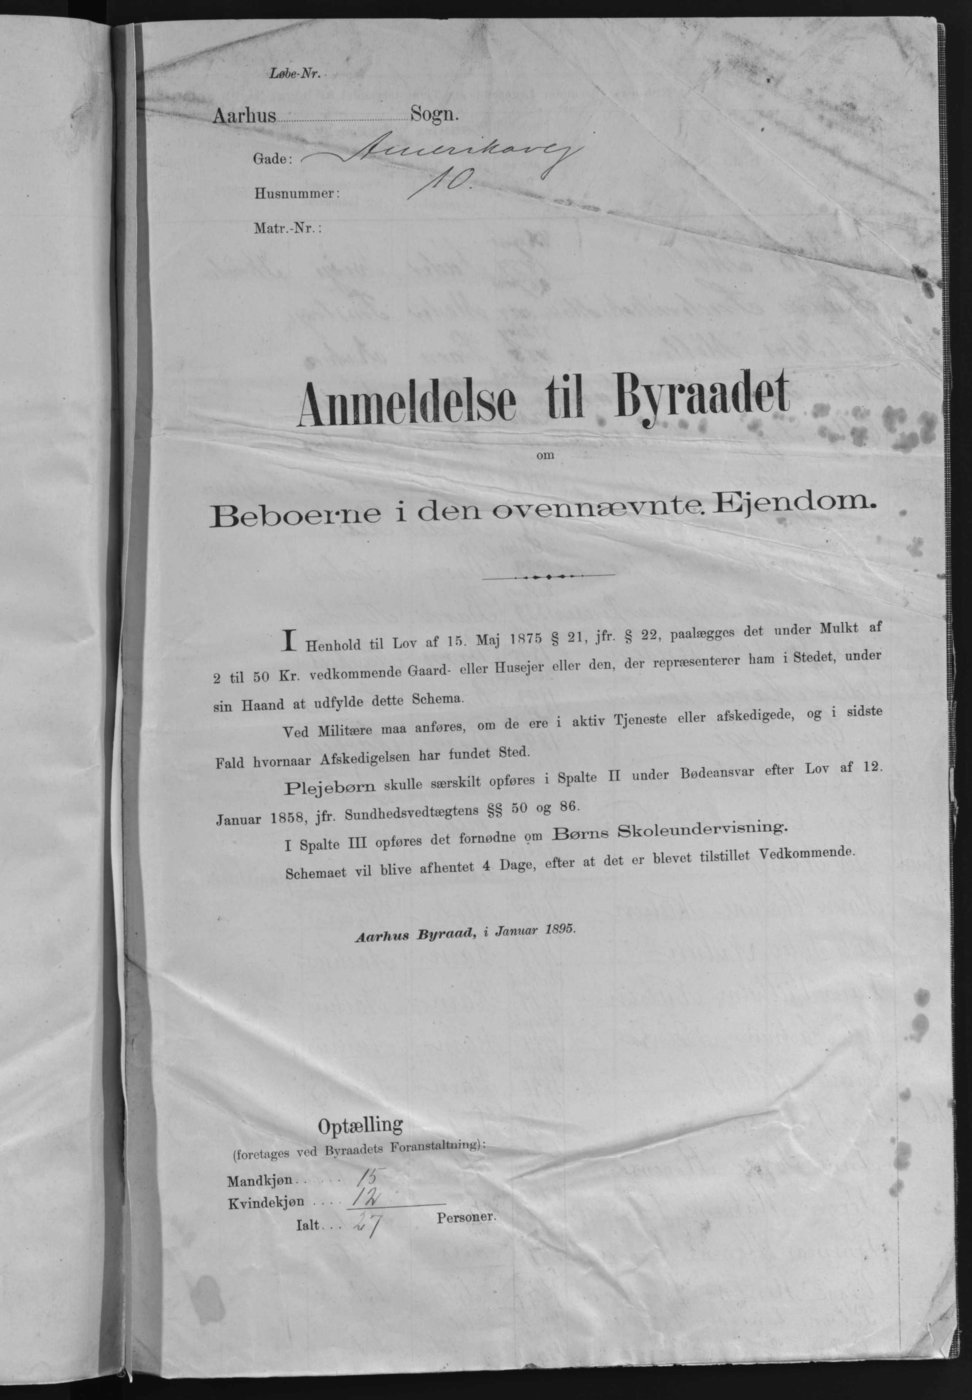 Løbe-Nr.
Aarhus Sogn.
Gade: Amerikavej
Husnummer: 10.
Matr.-Nr.:
Anmeldelse til Byraadet
om
Beboerne i den ovennævnte Ejendom.
I Henhold til Lov af 15. Maj 1875 § 21, jfr. § 22, paalægges det under Mulkt af
2 til 50 Kr. vedkommende Gaard- eller Husejer eller den, der repræsenterer ham i Stedet, under
sin Haand at udfylde dette Schema.
Ved Militære maa anføres, om de ere i aktiv Tjeneste eller afskedigede, og i sidste
Fald hvornaar Afskedigelsen har fundet Sted.
Plejebørn skulle særskilt opføres i Spalte II under Bødeansvar efter Lov af 12.
Januar 1858, jfr. Sundhedsvedtægtens §§ 50 og 86.
I Spalte III opføres det fornødne om Børns Skoleundervisning.
Schemaet vil blive afhentet 4 Dage, efter at det er blevet tilstillet Vedkommende.
Aarhus Byraad, i Januar 1895.
Optælling
(foretages ved Byraadets Foranstaltning):
Mandkjøn 15
Kvindekjøn 12
Ialt 27 Personer.